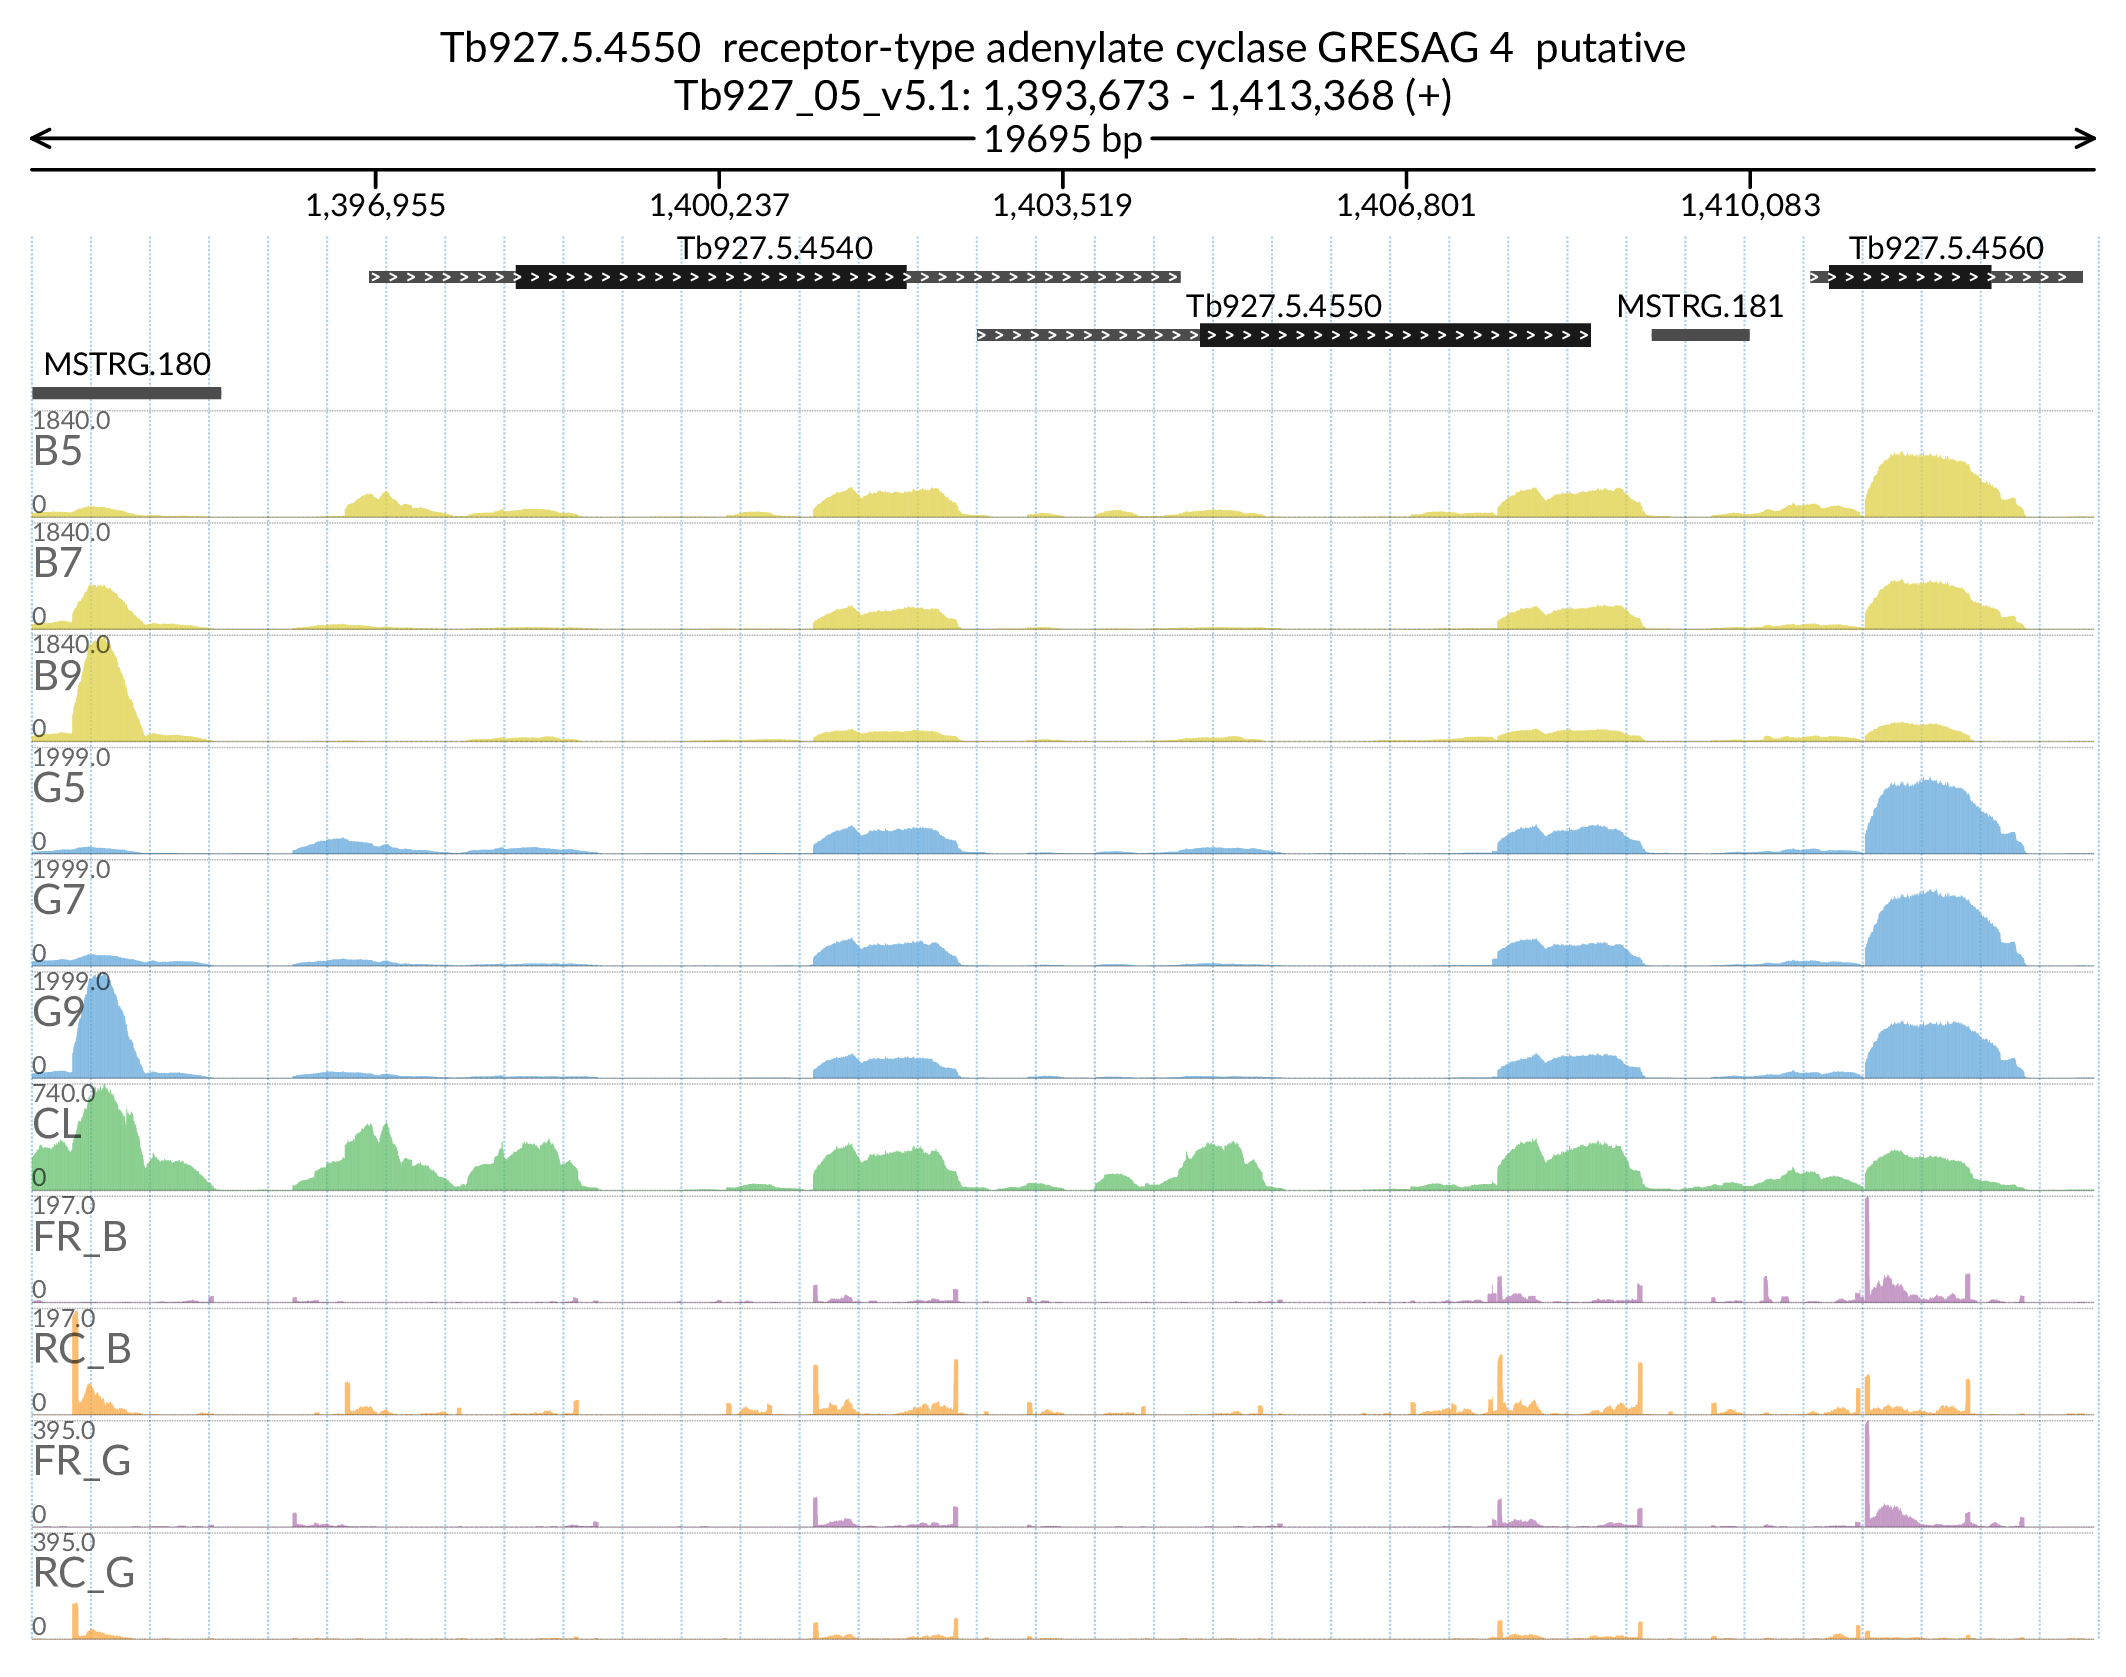 Tb927.5.4550  receptor-type adenylate cyclase GRESAG 4  putative
Tb927_05_v5.1: 1,393,673 - 1,413,368 (+)
19695 bp
1,396,955 1,400,237 1,403,519 1,406,801 1,410,083
Tb927.5.4540 Tb927.5.4560
Tb927.5.4550 MSTRG.181
MSTRG.180
1840.0
B5
0
1840.0
B7
0
1840.0
B9
0
1999.0
G5
0
1999.0
G7
0
1999.0
G9
0
740.0
CL
0
197.0
FR_B
0
197.0
RC_B
0
395.0
FR_G
0
395.0
RC_G
0